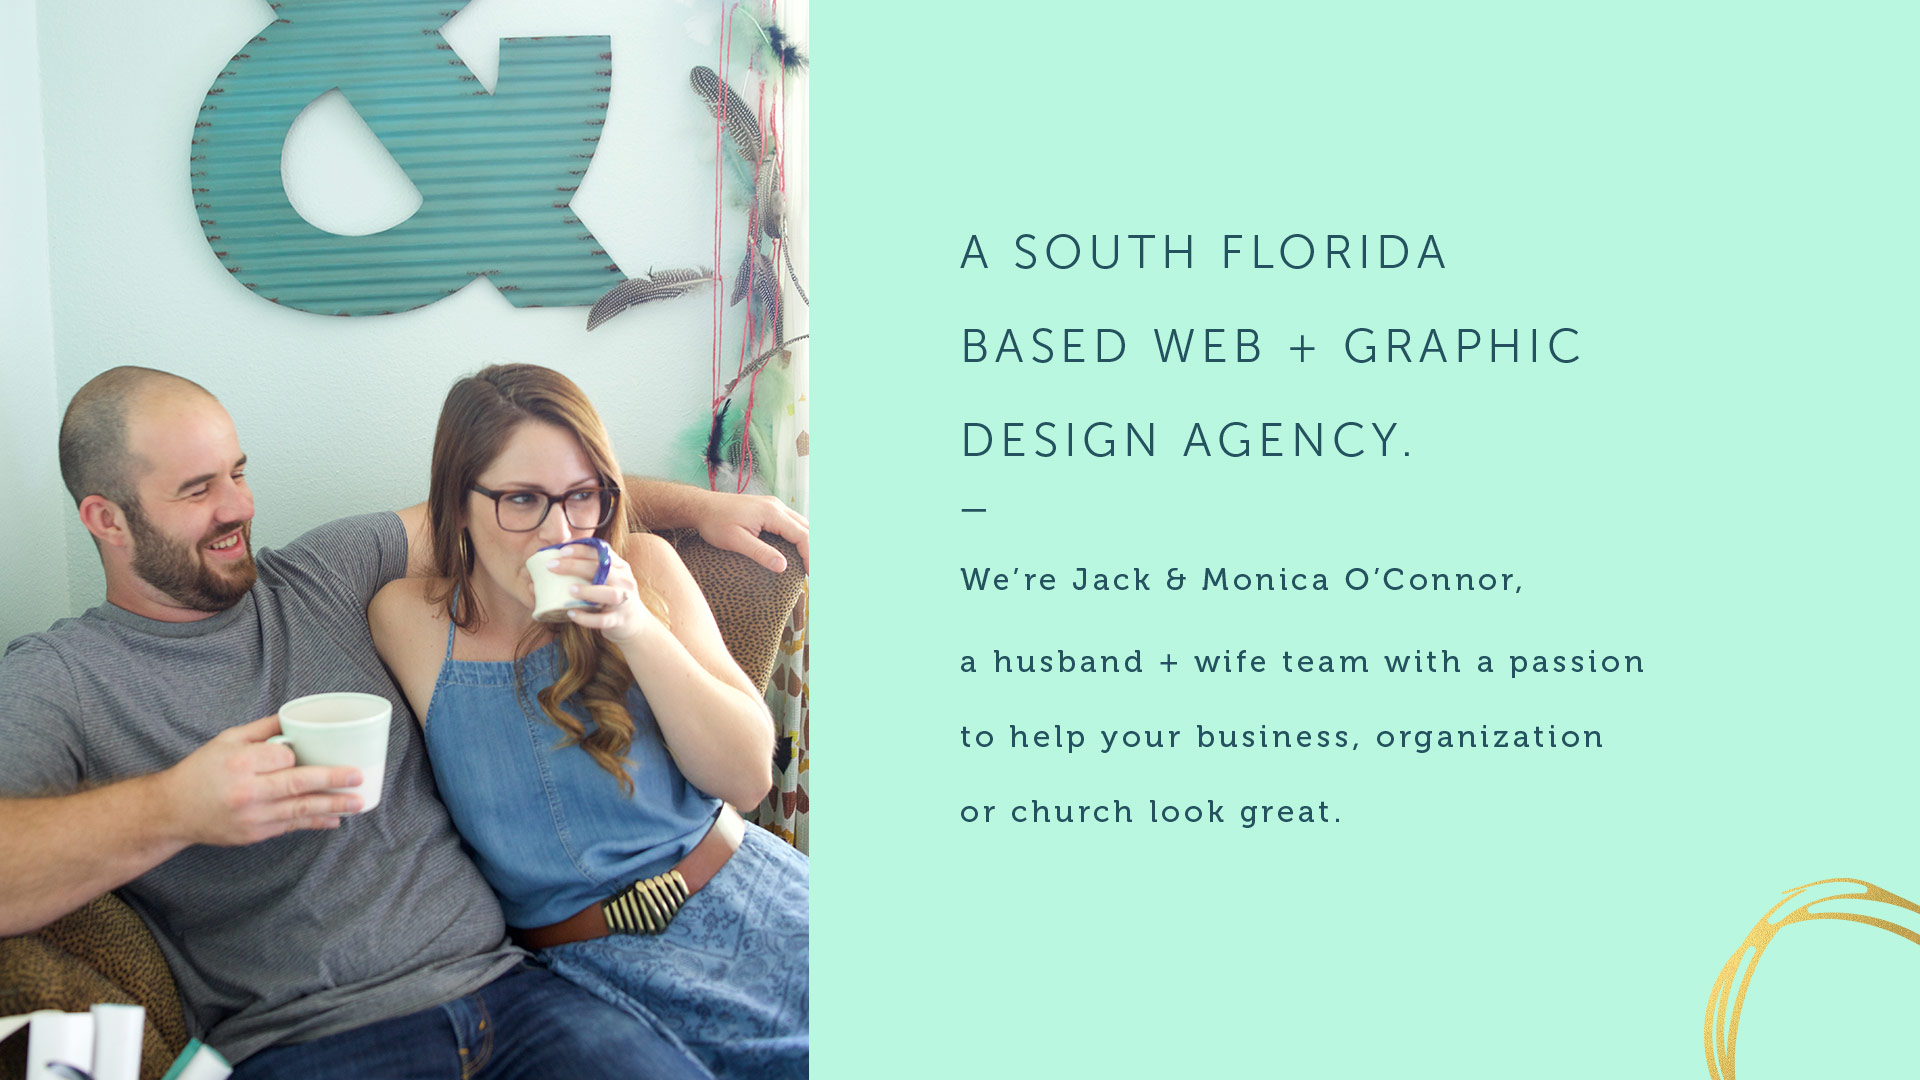 &
A SOUTH FLORIDA
BASED WEB + GRAPHIC
DESIGN AGENCY.
–
We’re Jack & Monica O’Connor,
a husband + wife team with a passion
to help your business, organization
or church look great.